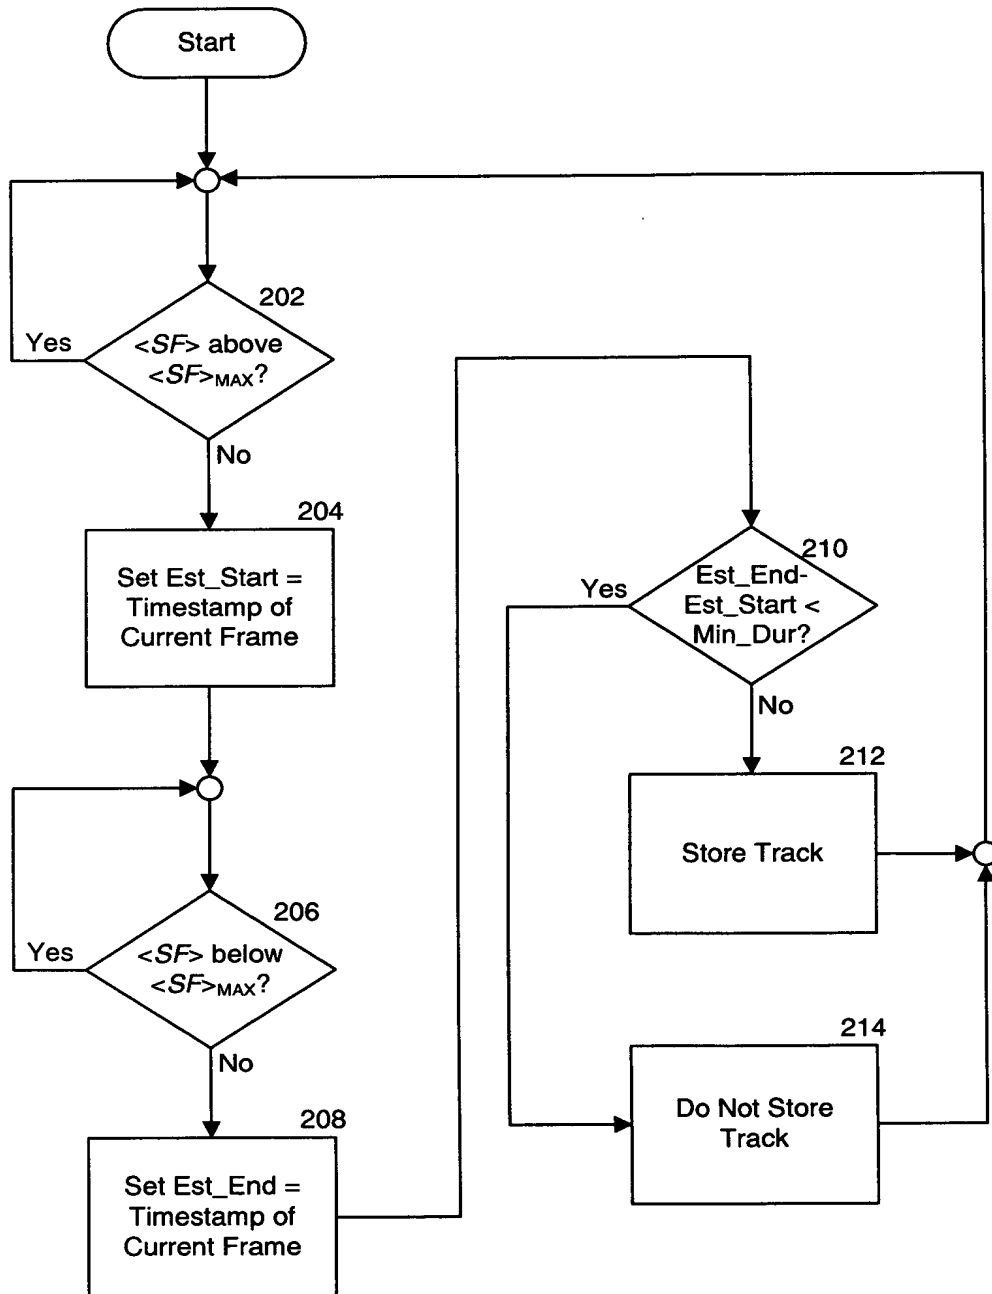 Start
202
Yes
<SF> above
<SF>MAX?
No
204
Set Est_Start =
Timestamp of
Current Frame
206
Yes
<SF> below
<SF>MAX?
No
208
Set Est_End =
Timestamp of
Current Frame
210
Yes
Est_End-
Est_Start <
Min_Dur?
No
212
Store Track
214
Do Not Store
Track